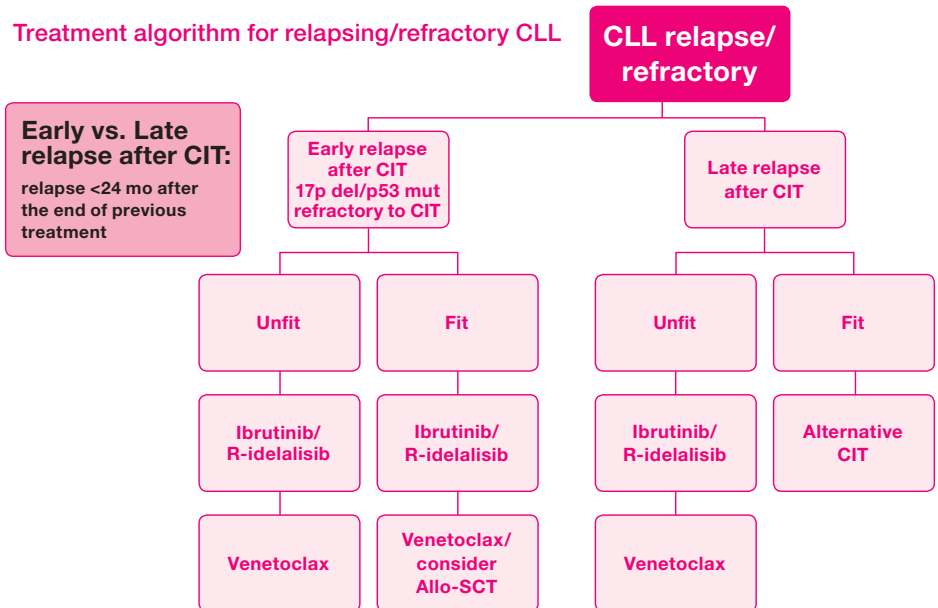 Treatment algorithm for relapsing/refractory CLL
CLL relapse/
refractory
Early vs. Late
relapse after CIT:
relapse <24 mo after
the end of previous
treatment
Early relapse
after CIT
17p del/p53 mut
refractory to CIT
Late relapse
after CIT
Unfit
Fit
Unfit
Fit
Ibrutinib/
R-idelalisib
Ibrutinib/
R-idelalisib
Ibrutinib/
R-idelalisib
Alternative
CIT
Venetoclax
Venetoclax/
consider
Allo-SCT
Venetoclax